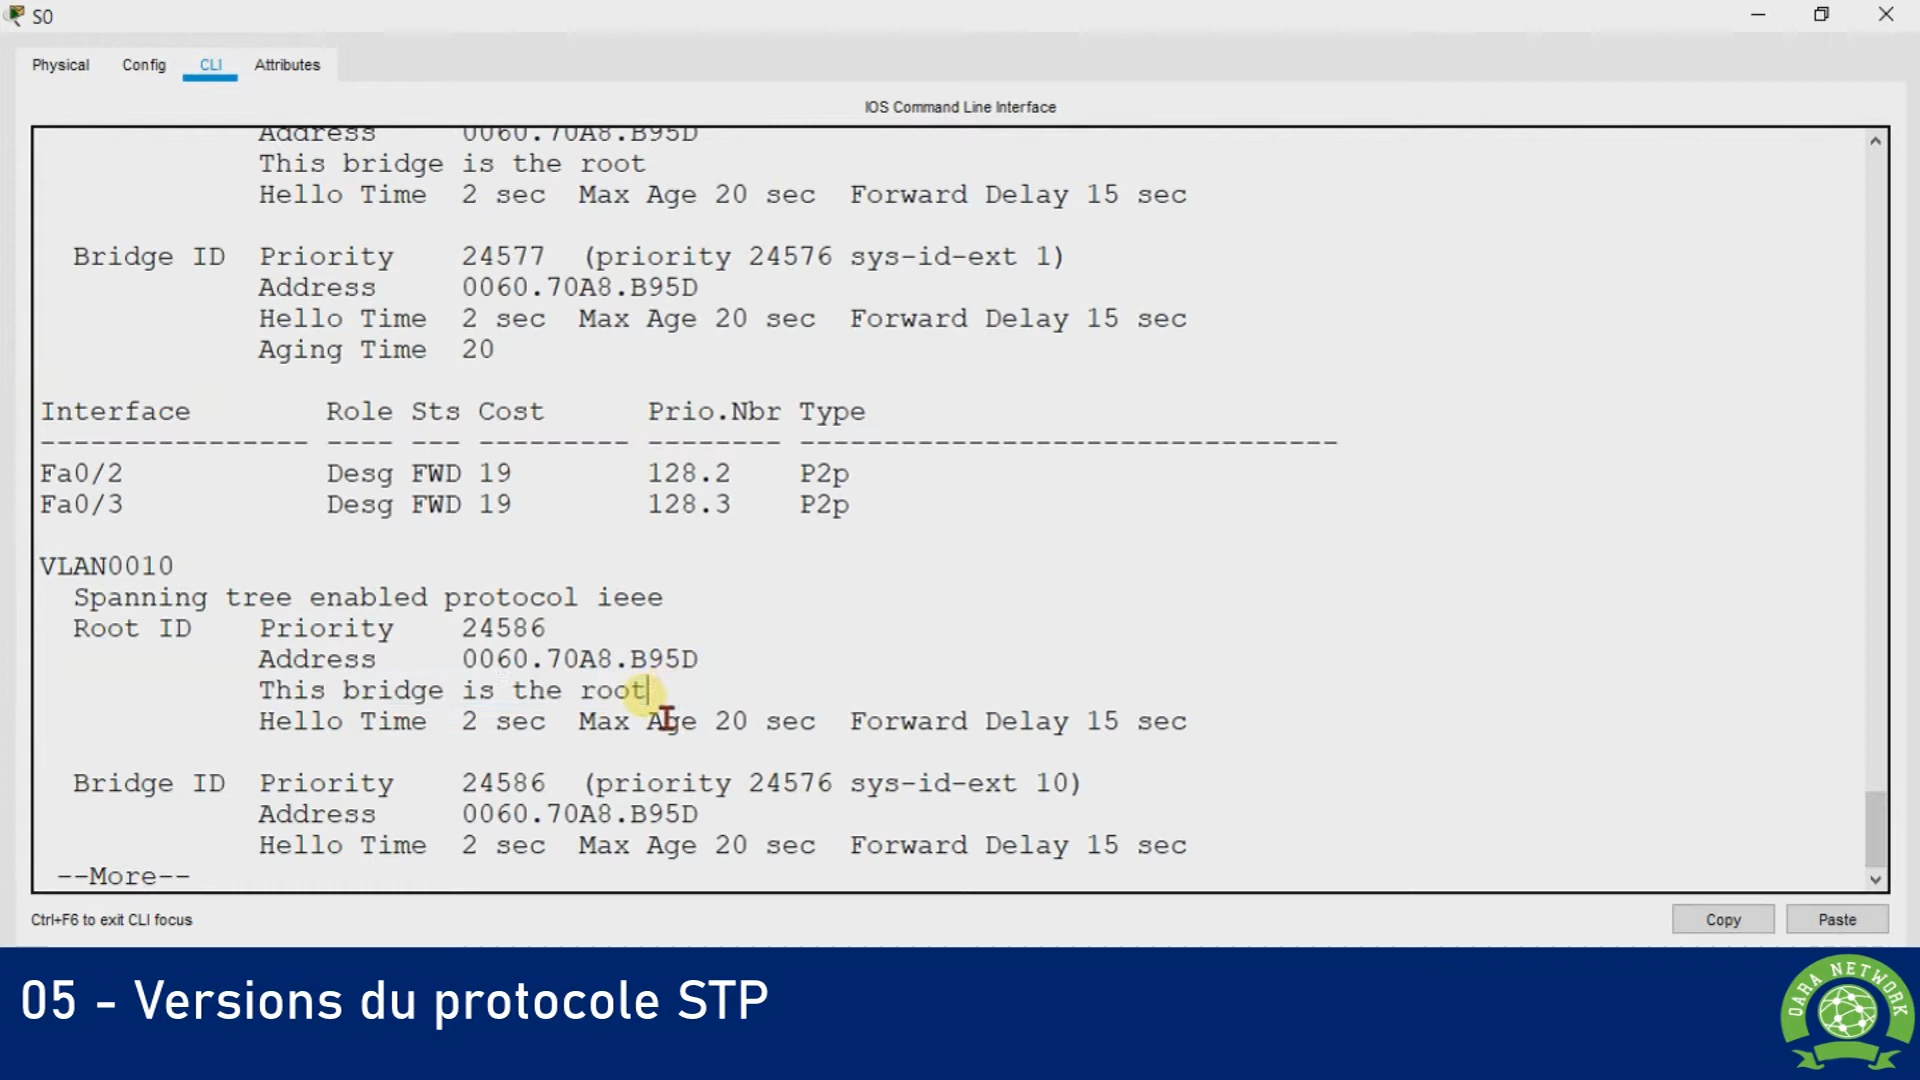 S0
Physical Config CLI Attributes
IOS Command Line Interface
Address 0060.70A8.B95D
This bridge is the root
Hello Time 2 sec Max Age 20 sec Forward Delay 15 sec
Bridge ID Priority 24577 (priority 24576 sys-id-ext 1)
Address 0060.70A8.B95D
Hello Time 2 sec Max Age 20 sec Forward Delay 15 sec
Aging Time 20
Interface Role Sts Cost Prio.Nbr Type
---------------- ---- --- --------- -------- --------------------------------
Fa0/2 Desg FWD 19 128.2 P2p
Fa0/3 Desg FWD 19 128.3 P2p
VLAN0010
Spanning tree enabled protocol ieee
Root ID Priority 24586
Address 0060.70A8.B95D
This bridge is the root
Hello Time 2 sec Max Age 20 sec Forward Delay 15 sec
Bridge ID Priority 24586 (priority 24576 sys-id-ext 10)
Address 0060.70A8.B95D
Hello Time 2 sec Max Age 20 sec Forward Delay 15 sec
--More--
Ctrl+F6 to exit CLI focus
Copy Paste
05 - Versions du protocole STP
QARA NETWORK